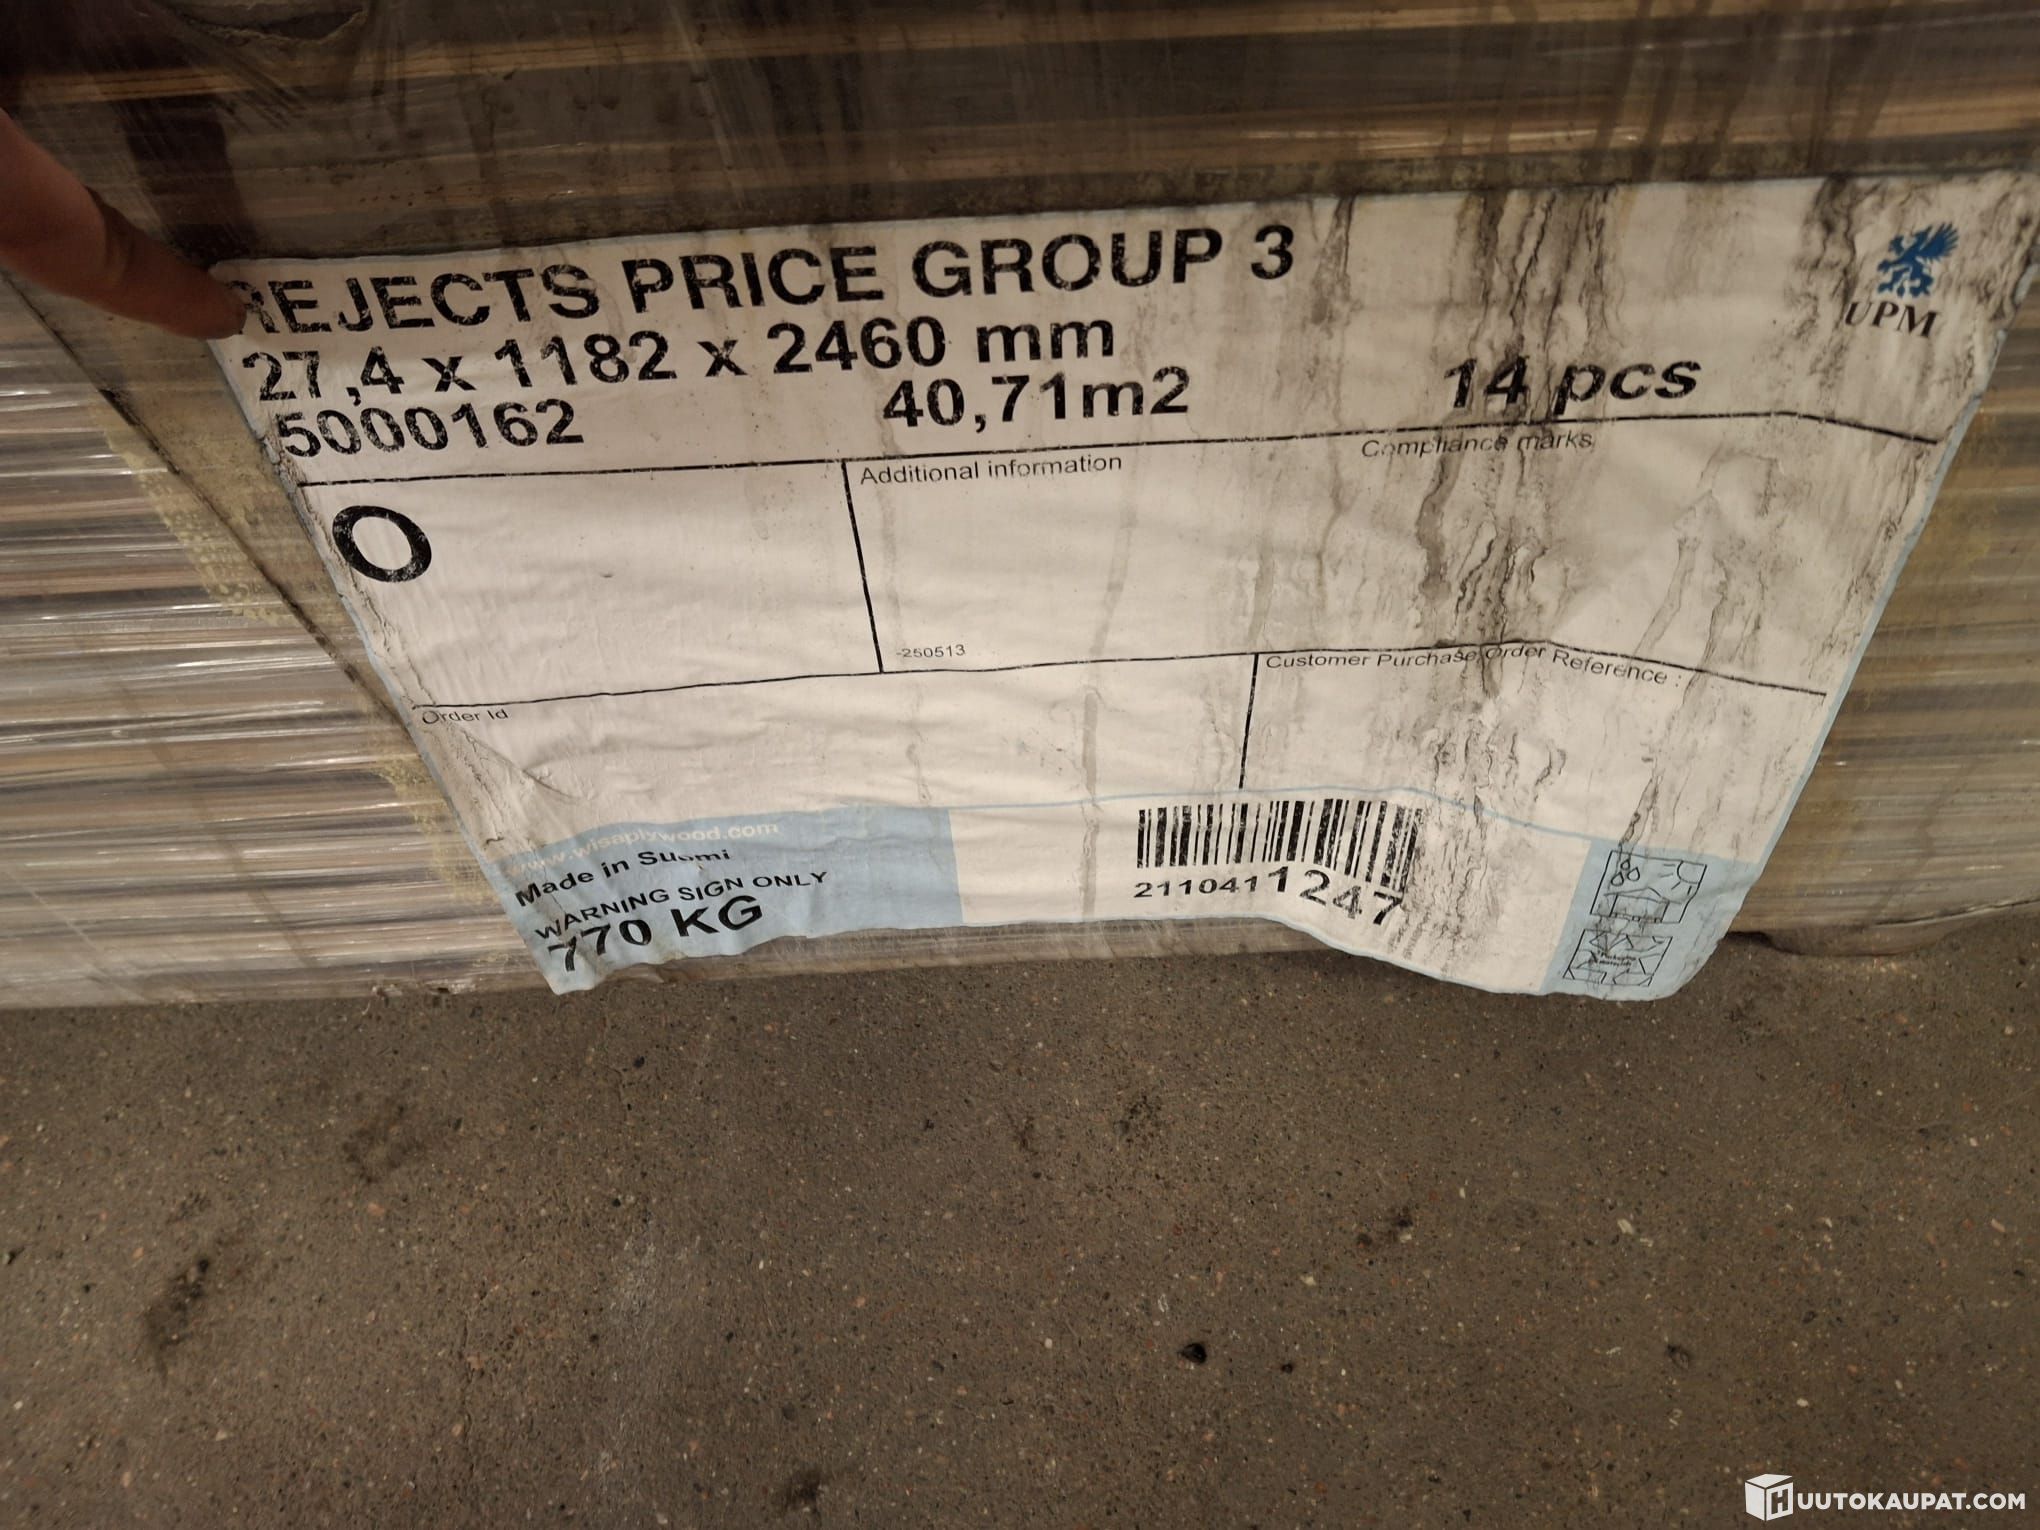 REJECTS PRICE GROUP 3
27,4 x 1182 x 2460 mm
5000162 40,71m2 14 pcs
UPM
O
Additional information
Compliance marks
-250513
Order Id
Customer Purchase Order Reference :
www.wisaplywood.com
Made in Suomi
WARNING SIGN ONLY
770 KG
2110411247
HUUTOKAUPAT.COM